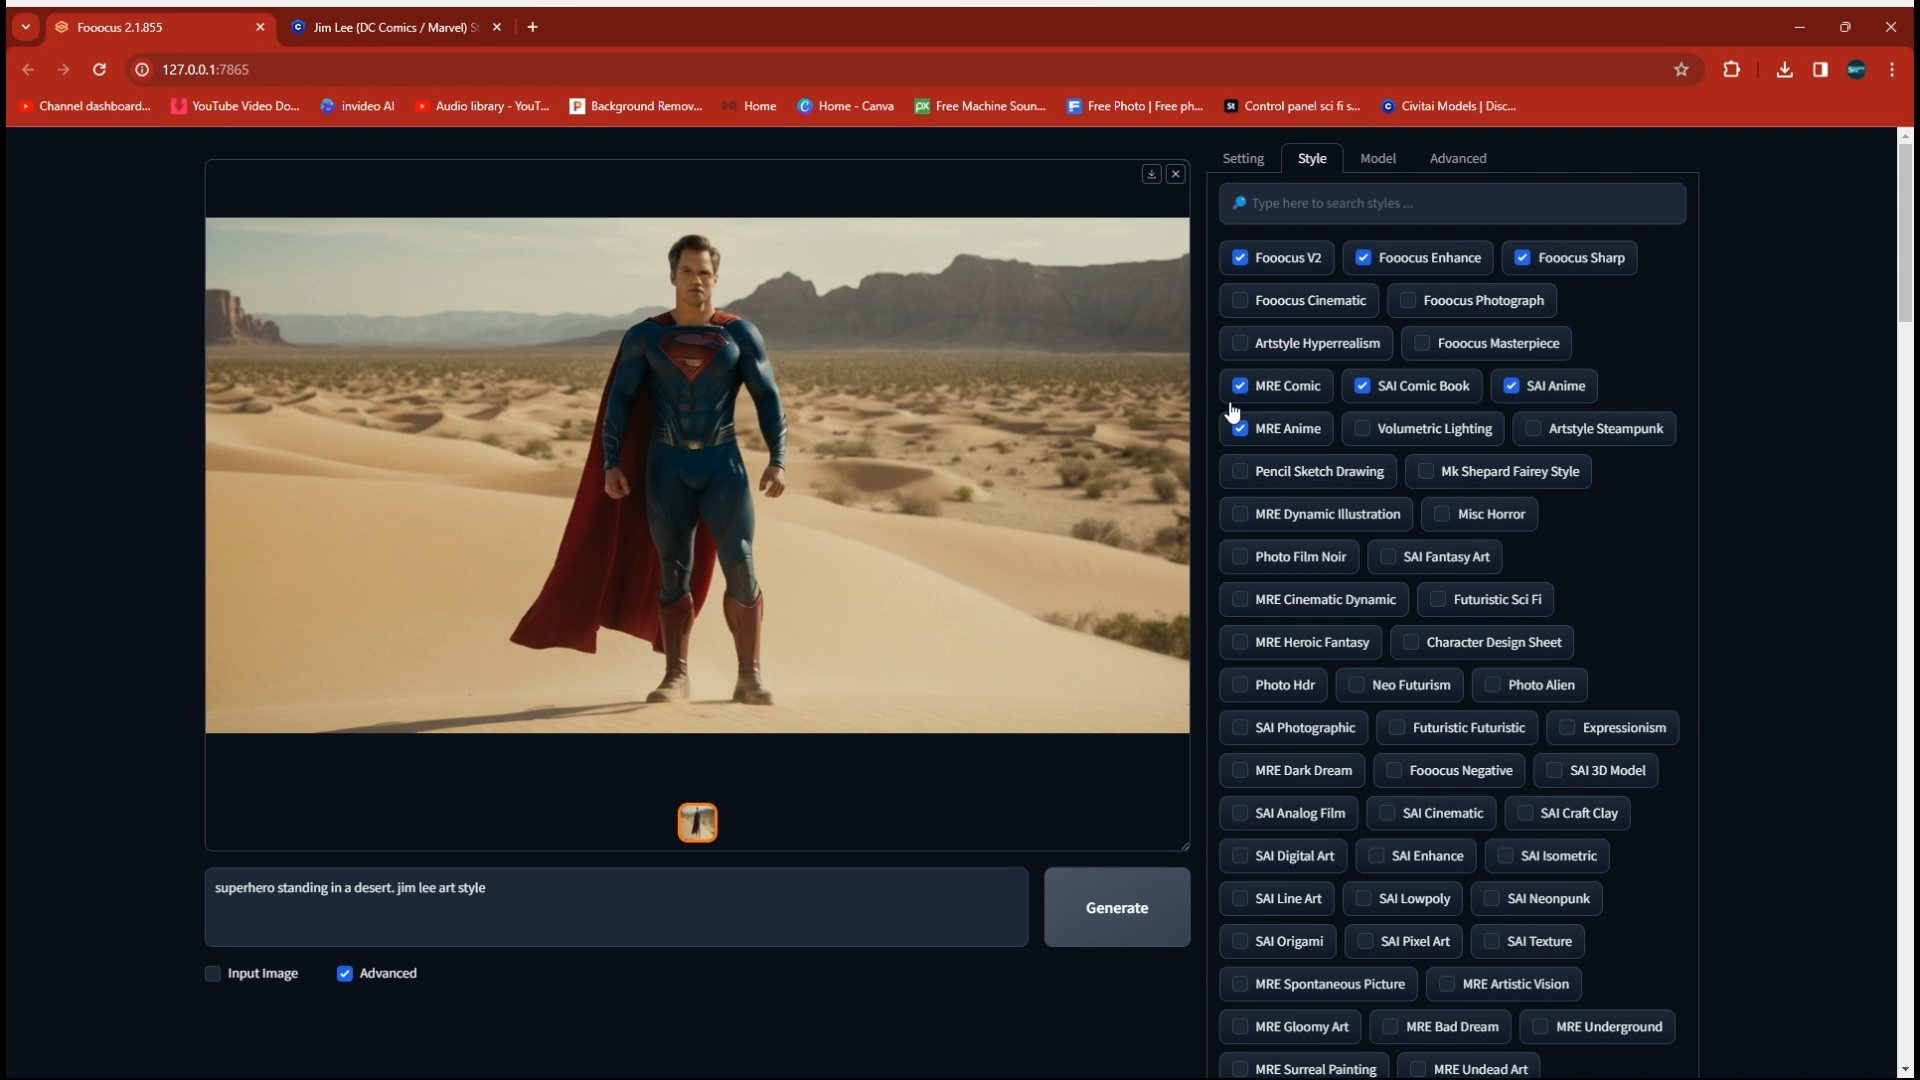 Fooocus 2.1.855
Jim Lee (DC Comics / Marvel) S
127.0.0.1:7865
Channel dashboard...
YouTube Video Do...
invideo AI
Audio library - YouT...
Background Remov...
Home
Home - Canva
Free Machine Soun...
Free Photo | Free ph...
Control panel sci fi s...
Civitai Models | Disc...
Setting Style Model Advanced
Type here to search styles ...
Fooocus V2 Fooocus Enhance Fooocus Sharp
Fooocus Cinematic Fooocus Photograph
Artstyle Hyperrealism Fooocus Masterpiece
MRE Comic SAI Comic Book SAI Anime
MRE Anime Volumetric Lighting Artstyle Steampunk
Pencil Sketch Drawing Mk Shepard Fairey Style
MRE Dynamic Illustration Misc Horror
Photo Film Noir SAI Fantasy Art
MRE Cinematic Dynamic Futuristic Sci Fi
MRE Heroic Fantasy Character Design Sheet
Photo Hdr Neo Futurism Photo Alien
SAI Photographic Futuristic Futuristic Expressionism
MRE Dark Dream Fooocus Negative SAI 3D Model
SAI Analog Film SAI Cinematic SAI Craft Clay
SAI Digital Art SAI Enhance SAI Isometric
SAI Line Art SAI Lowpoly SAI Neonpunk
SAI Origami SAI Pixel Art SAI Texture
MRE Spontaneous Picture MRE Artistic Vision
MRE Gloomy Art MRE Bad Dream MRE Underground
MRE Surreal Painting MRE Undead Art
superhero standing in a desert. jim lee art style
Generate
Input Image Advanced